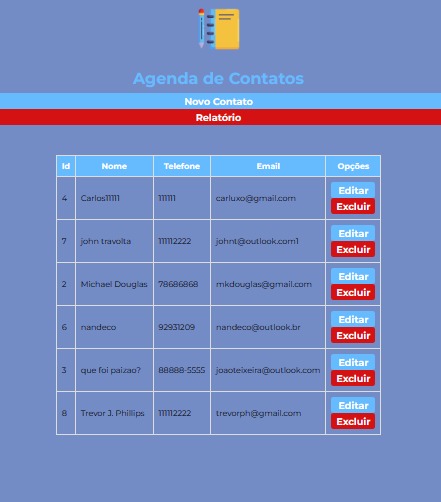 Agenda de Contatos
Novo Contato
Relatório
Id Nome Telefone Email Opções
4 Carlos11111 111111 carluxo@gmail.com Editar
Excluir
7 john travolta 111112222 johnt@outlook.com1 Editar
Excluir
2 Michael Douglas 78686868 mkdouglas@gmail.com Editar
Excluir
6 nandeco 92931209 nandeco@outlook.br Editar
Excluir
3 que foi paizao? 88888-5555 joaoteixeira@outlook.com Editar
Excluir
8 Trevor J. Phillips 111112222 trevorph@gmail.com Editar
Excluir